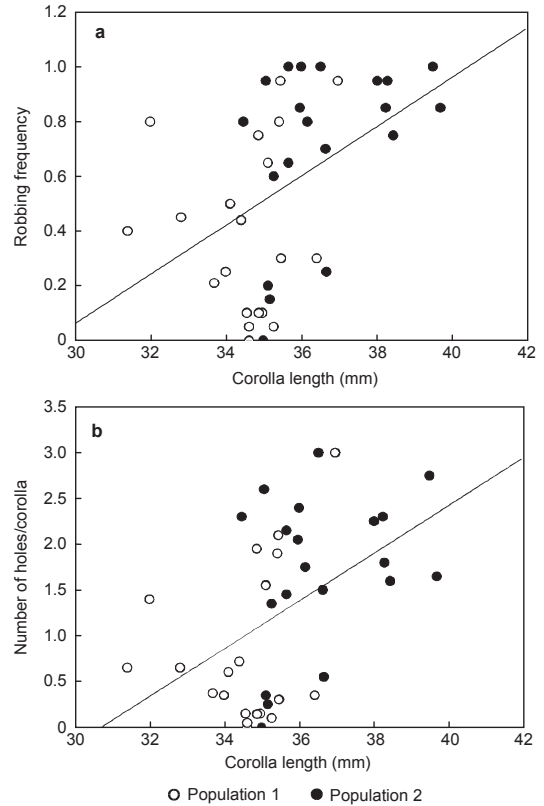 a
1.2
1.0
0.8
0.6
0.4
0.2
0
Robbing frequency
30 32 34 36 38 40 42
Corolla length (mm)
b
3.5
3.0
2.5
2.0
1.5
1.0
0.5
0
Number of holes/corolla
30 32 34 36 38 40 42
Corolla length (mm)
Population 1 Population 2